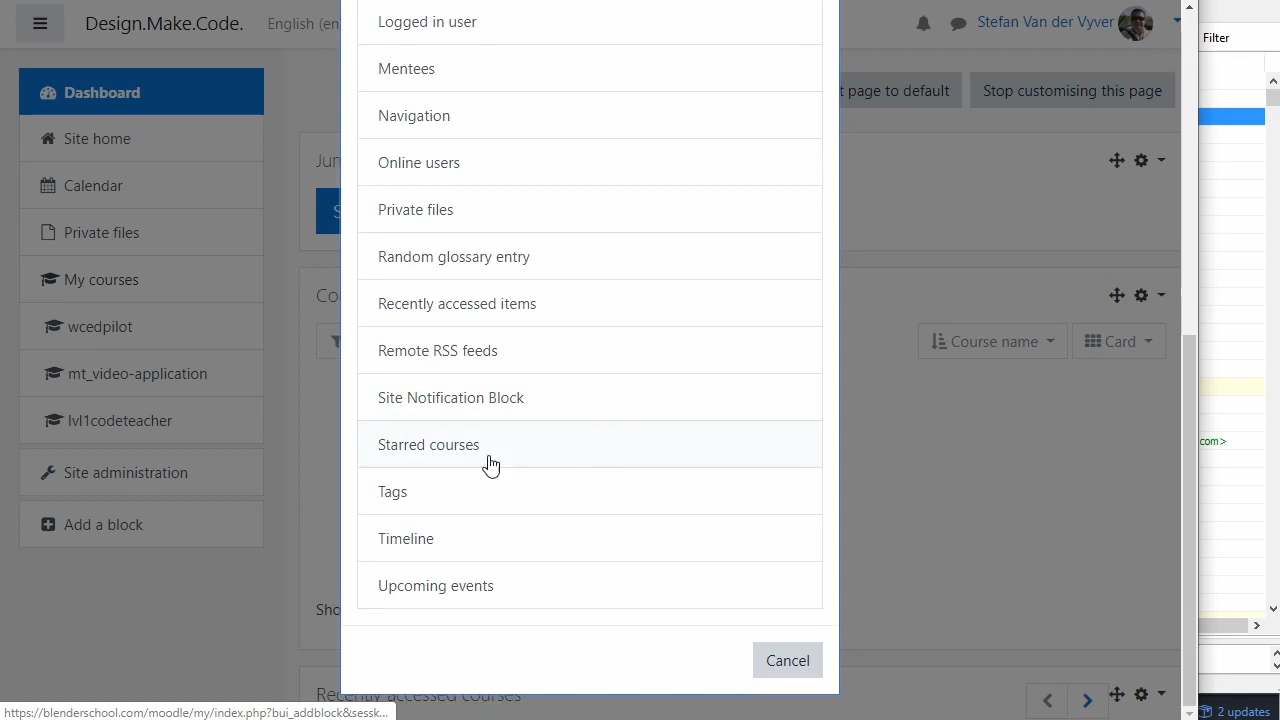 Design.Make.Code.
English (en
Stefan Van der Vyver
Filter
Dashboard
Site home
Calendar
Private files
My courses
wcedpilot
mt_video-application
lvl1codeteacher
Site administration
Add a block
Logged in user
Mentees
Navigation
Online users
Private files
Random glossary entry
Recently accessed items
Remote RSS feeds
Site Notification Block
Starred courses
Tags
Timeline
Upcoming events
Cancel
t page to default
Stop customising this page
Course name
Card
com>
Sho
Recently accessed courses
https://blenderschool.com/moodle/my/index.php?bui_addblock&sessk...
2 updates